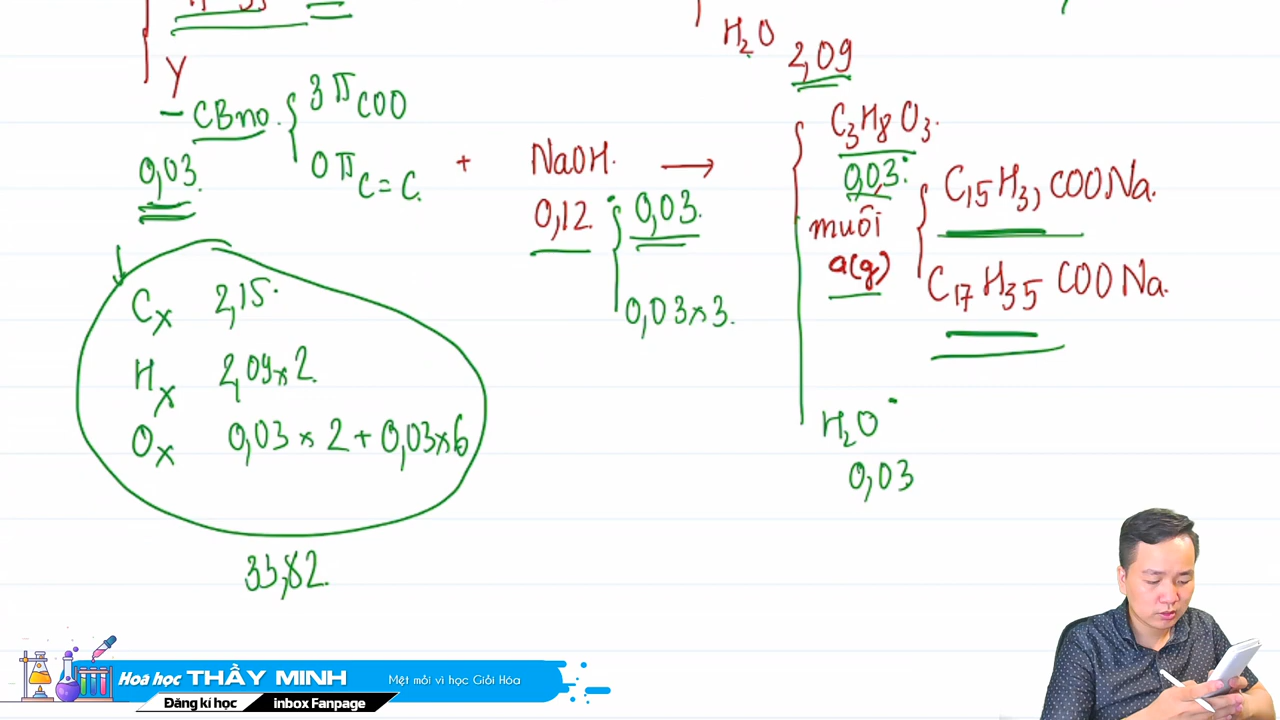 H₂O 2,09
Y
CBno. { 3 π COO
0 π C=C.
0,03.
+ NaOH. →
0,12. { 0,03.
0,03×3.
C₃H₈O₃.
0,03.
muối { C₁₅H₃₁COONa.
a(g) C₁₇H₃₅COONa.
Cx 2,15.
Hx 2,09×2.
Ox 0,03×2+0,03×6
H₂O
0,03
33,82.
Hoá học THẦY MINH
Mệt mỏi vì học Giỏi Hóa
Đăng kí học inbox Fanpage